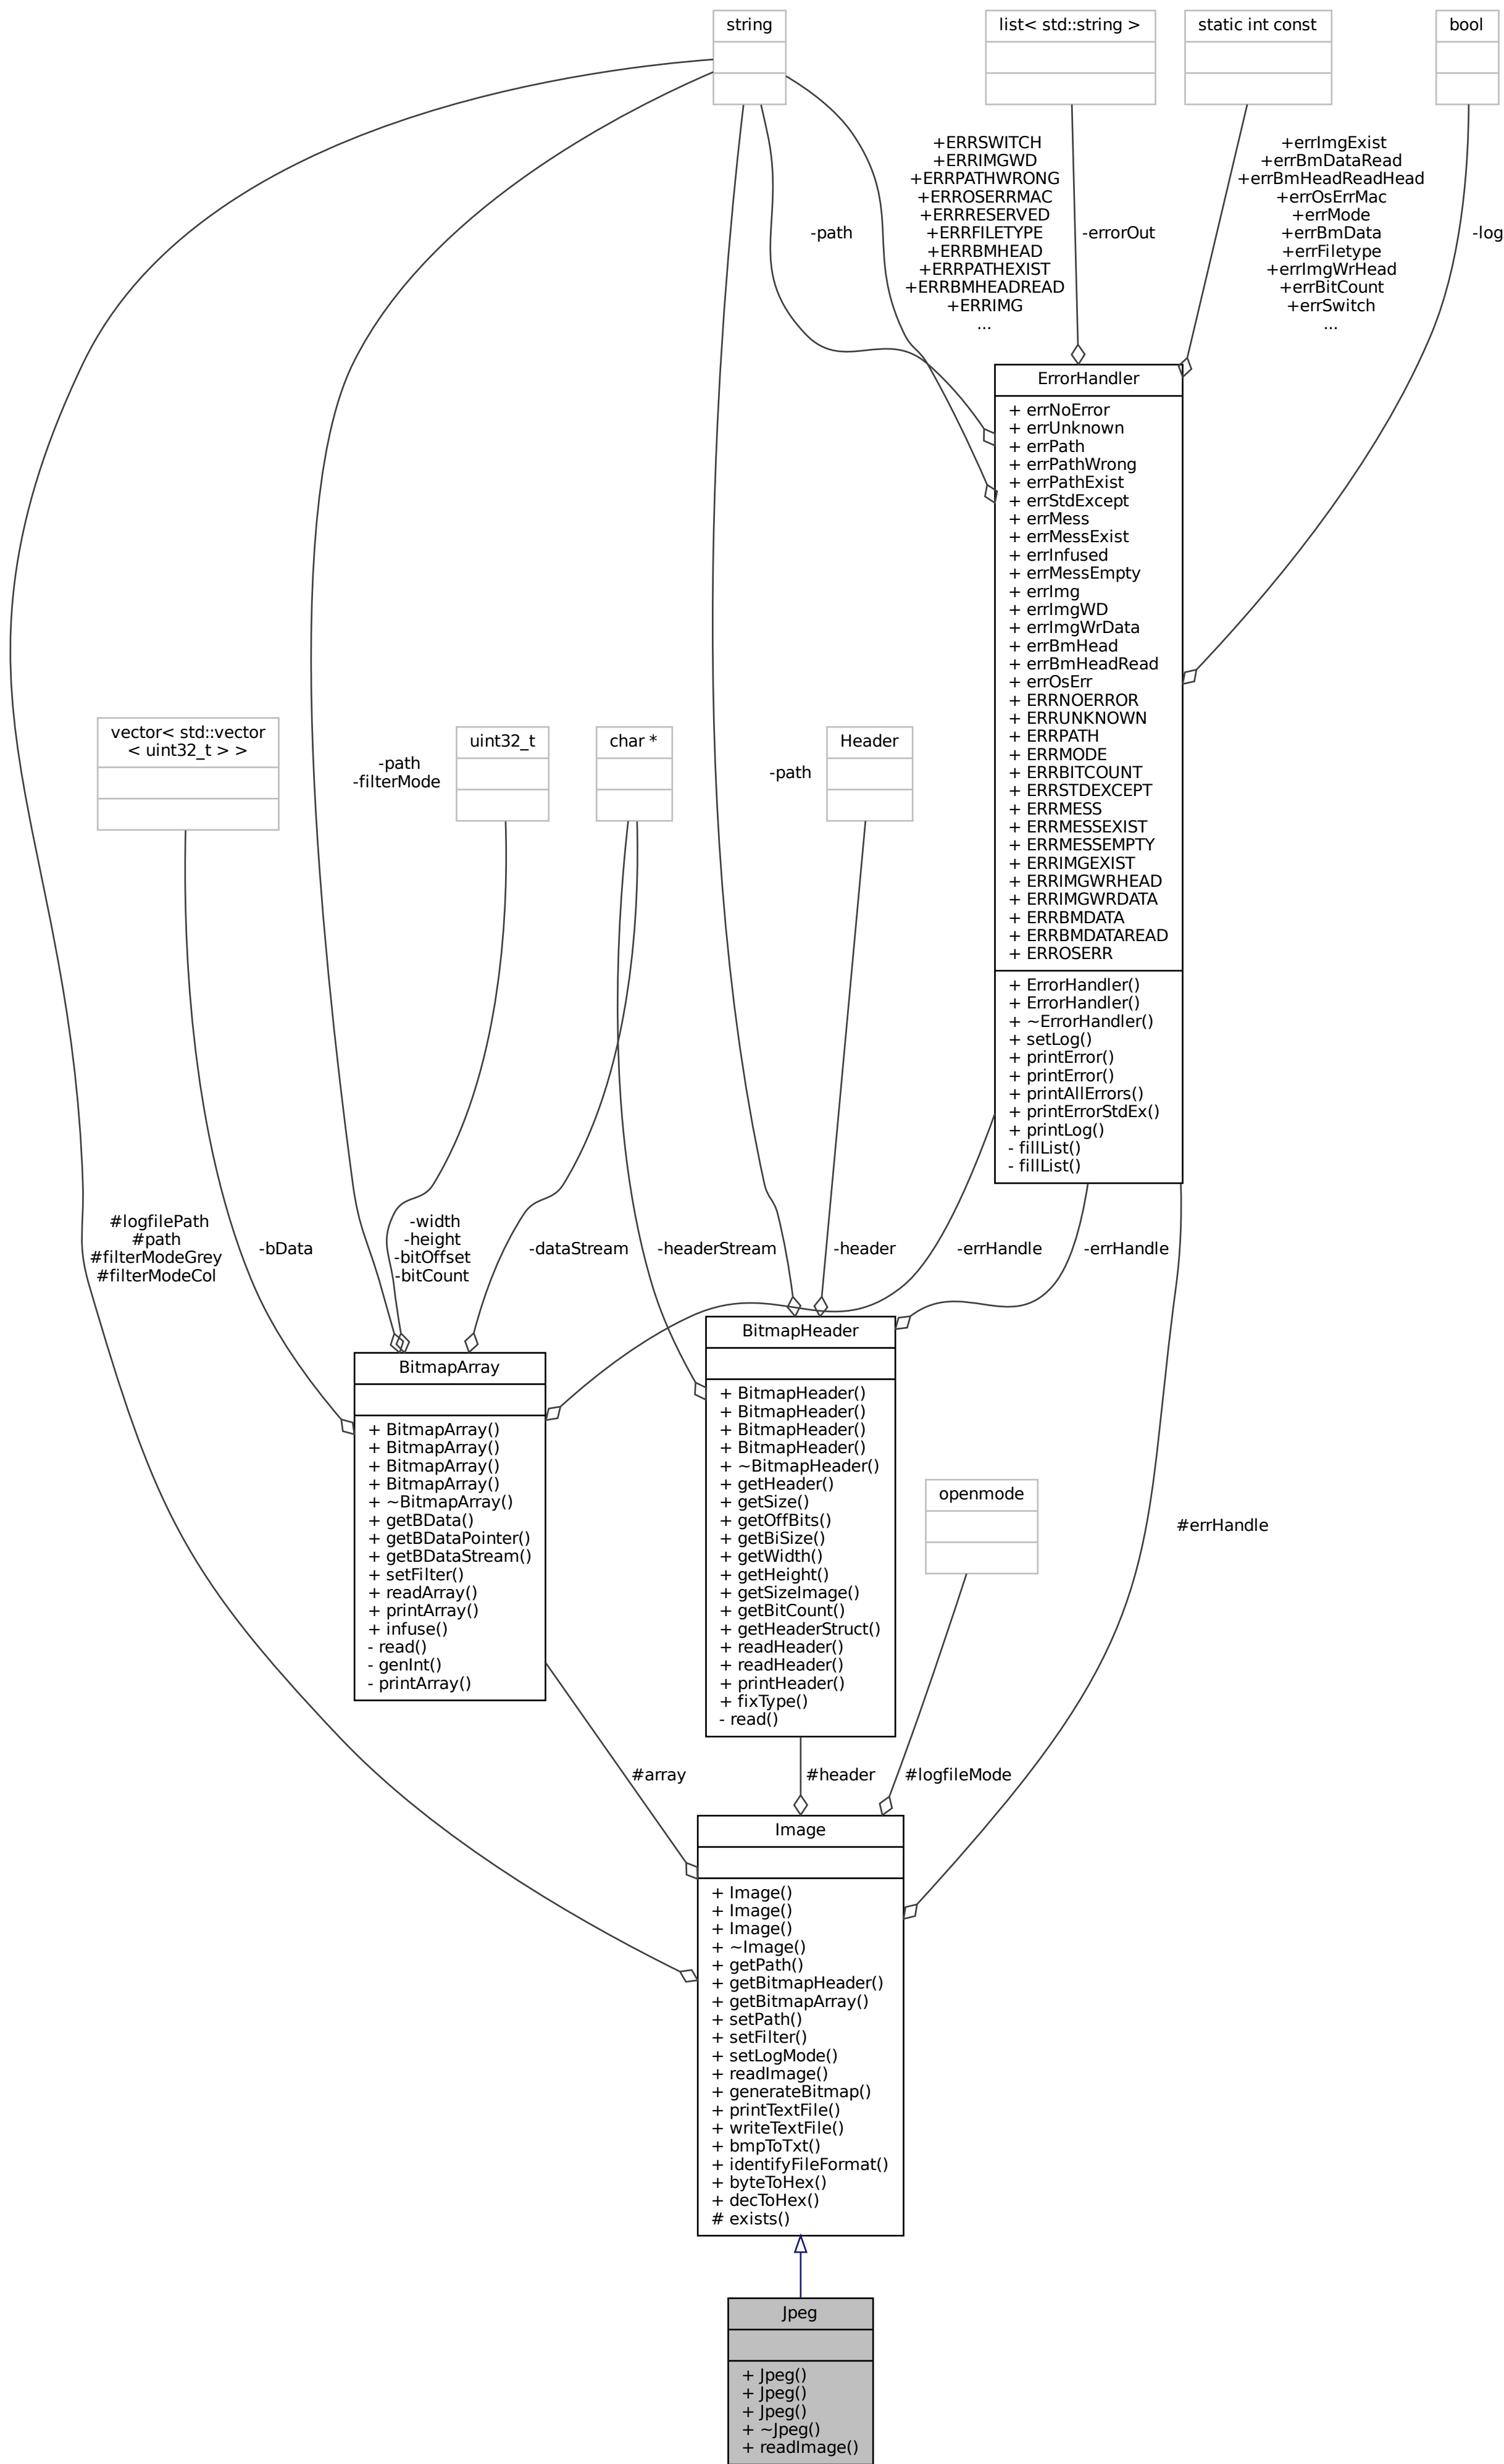 string
list< std::string >
static int const
bool
+ERRSWITCH
+ERRIMGWD
+ERRPATHWRONG
+ERROSERRMAC
+ERRRESERVED
+ERRFILETYPE
+ERRBMHEAD
+ERRPATHEXIST
+ERRBMHEADREAD
+ERRIMG
...
+errImgExist
+errBmDataRead
+errBmHeadReadHead
+errOsErrMac
+errMode
+errBmData
+errFiletype
+errImgWrHead
+errBitCount
+errSwitch
...
-path
-errorOut
-log
ErrorHandler
+ errNoError
+ errUnknown
+ errPath
+ errPathWrong
+ errPathExist
+ errStdExcept
+ errMess
+ errMessExist
+ errInfused
+ errMessEmpty
+ errImg
+ errImgWD
+ errImgWrData
+ errBmHead
+ errBmHeadRead
+ errOsErr
+ ERRNOERROR
+ ERRUNKNOWN
+ ERRPATH
+ ERRMODE
+ ERRBITCOUNT
+ ERRSTDEXCEPT
+ ERRMESS
+ ERRMESSEXIST
+ ERRMESSEMPTY
+ ERRIMGEXIST
+ ERRIMGWRHEAD
+ ERRIMGWRDATA
+ ERRBMDATA
+ ERRBMDATAREAD
+ ERROSERR
+ ErrorHandler()
+ ErrorHandler()
+ ~ErrorHandler()
+ setLog()
+ printError()
+ printError()
+ printAllErrors()
+ printErrorStdEx()
+ printLog()
- fillList()
- fillList()
vector< std::vector
< uint32_t > >
-path
-filterMode
uint32_t
char *
-path
Header
#logfilePath
#path
#filterModeGrey
#filterModeCol
-bData
-width
-height
-bitOffset
-bitCount
-dataStream
-headerStream
-header
-errHandle
-errHandle
BitmapHeader
+ BitmapHeader()
+ BitmapHeader()
+ BitmapHeader()
+ BitmapHeader()
+ ~BitmapHeader()
+ getHeader()
+ getSize()
+ getOffBits()
+ getBiSize()
+ getWidth()
+ getHeight()
+ getSizeImage()
+ getBitCount()
+ getHeaderStruct()
+ readHeader()
+ readHeader()
+ printHeader()
+ fixType()
- read()
BitmapArray
+ BitmapArray()
+ BitmapArray()
+ BitmapArray()
+ BitmapArray()
+ ~BitmapArray()
+ getBData()
+ getBDataPointer()
+ getBDataStream()
+ setFilter()
+ readArray()
+ printArray()
+ infuse()
- read()
- genInt()
- printArray()
openmode
#errHandle
#array
#header
#logfileMode
Image
+ Image()
+ Image()
+ Image()
+ ~Image()
+ getPath()
+ getBitmapHeader()
+ getBitmapArray()
+ setPath()
+ setFilter()
+ setLogMode()
+ readImage()
+ generateBitmap()
+ printTextFile()
+ writeTextFile()
+ bmpToTxt()
+ identifyFileFormat()
+ byteToHex()
+ decToHex()
# exists()
Jpeg
+ Jpeg()
+ Jpeg()
+ Jpeg()
+ ~Jpeg()
+ readImage()